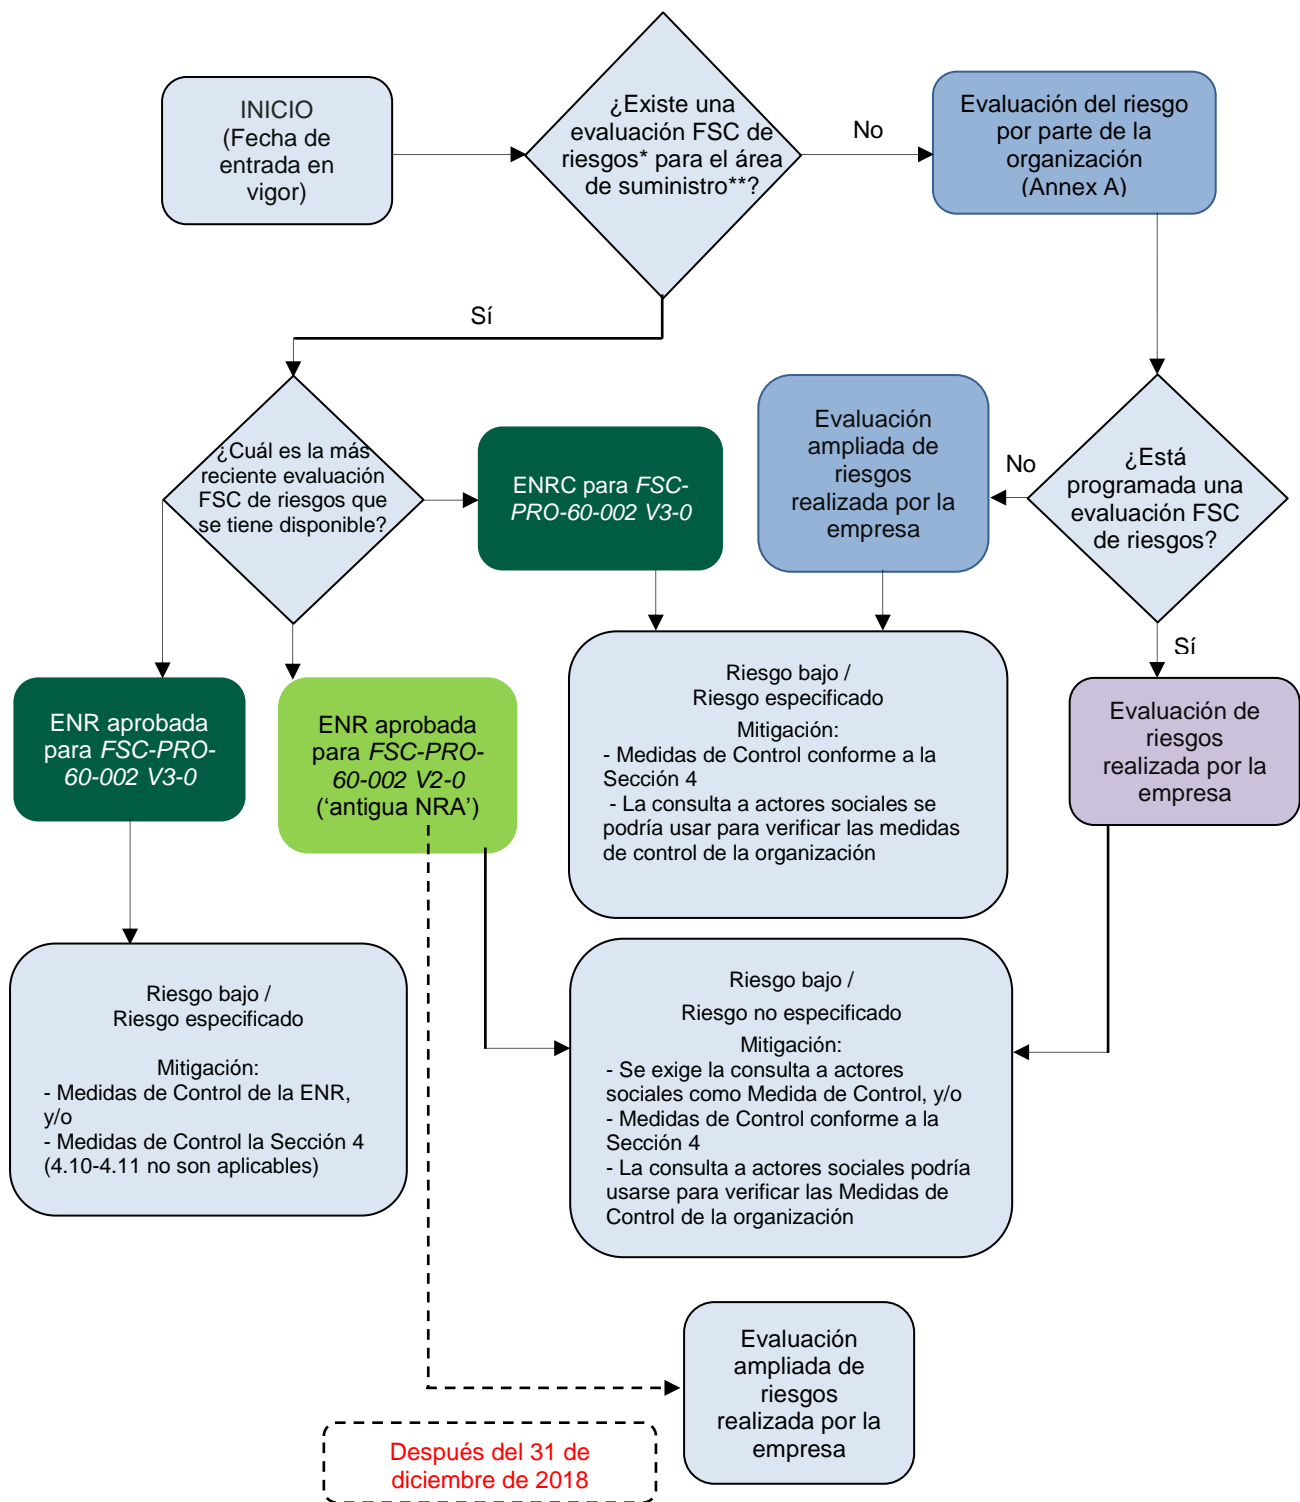 INICIO
(Fecha de
entrada en
vigor)
¿Existe una
evaluación FSC de
riesgos* para el área
de suministro**?
No
Evaluación del riesgo
por parte de la
organización
(Annex A)
Sí
¿Cuál es la más
reciente evaluación
FSC de riesgos que
se tiene disponible?
ENRC para FSC-
PRO-60-002 V3-0
Evaluación
ampliada de
riesgos
realizada por la
empresa
No
¿Está
programada una
evaluación FSC
de riesgos?
Sí
ENR aprobada
para FSC-PRO-
60-002 V3-0
ENR aprobada
para FSC-PRO-
60-002 V2-0
(‘antigua NRA’)
Riesgo bajo /
Riesgo especificado
Mitigación:
- Medidas de Control conforme a la
Sección 4
- La consulta a actores sociales se
podría usar para verificar las medidas
de control de la organización
Evaluación de
riesgos
realizada por la
empresa
Riesgo bajo /
Riesgo especificado
Mitigación:
- Medidas de Control de la ENR,
y/o
- Medidas de Control la Sección 4
(4.10-4.11 no son aplicables)
Riesgo bajo /
Riesgo no especificado
Mitigación:
- Se exige la consulta a actores
sociales como Medida de Control, y/o
- Medidas de Control conforme a la
Sección 4
- La consulta a actores sociales podría
usarse para verificar las Medidas de
Control de la organización
Evaluación
ampliada de
riesgos
realizada por la
empresa
Después del 31 de
diciembre de 2018